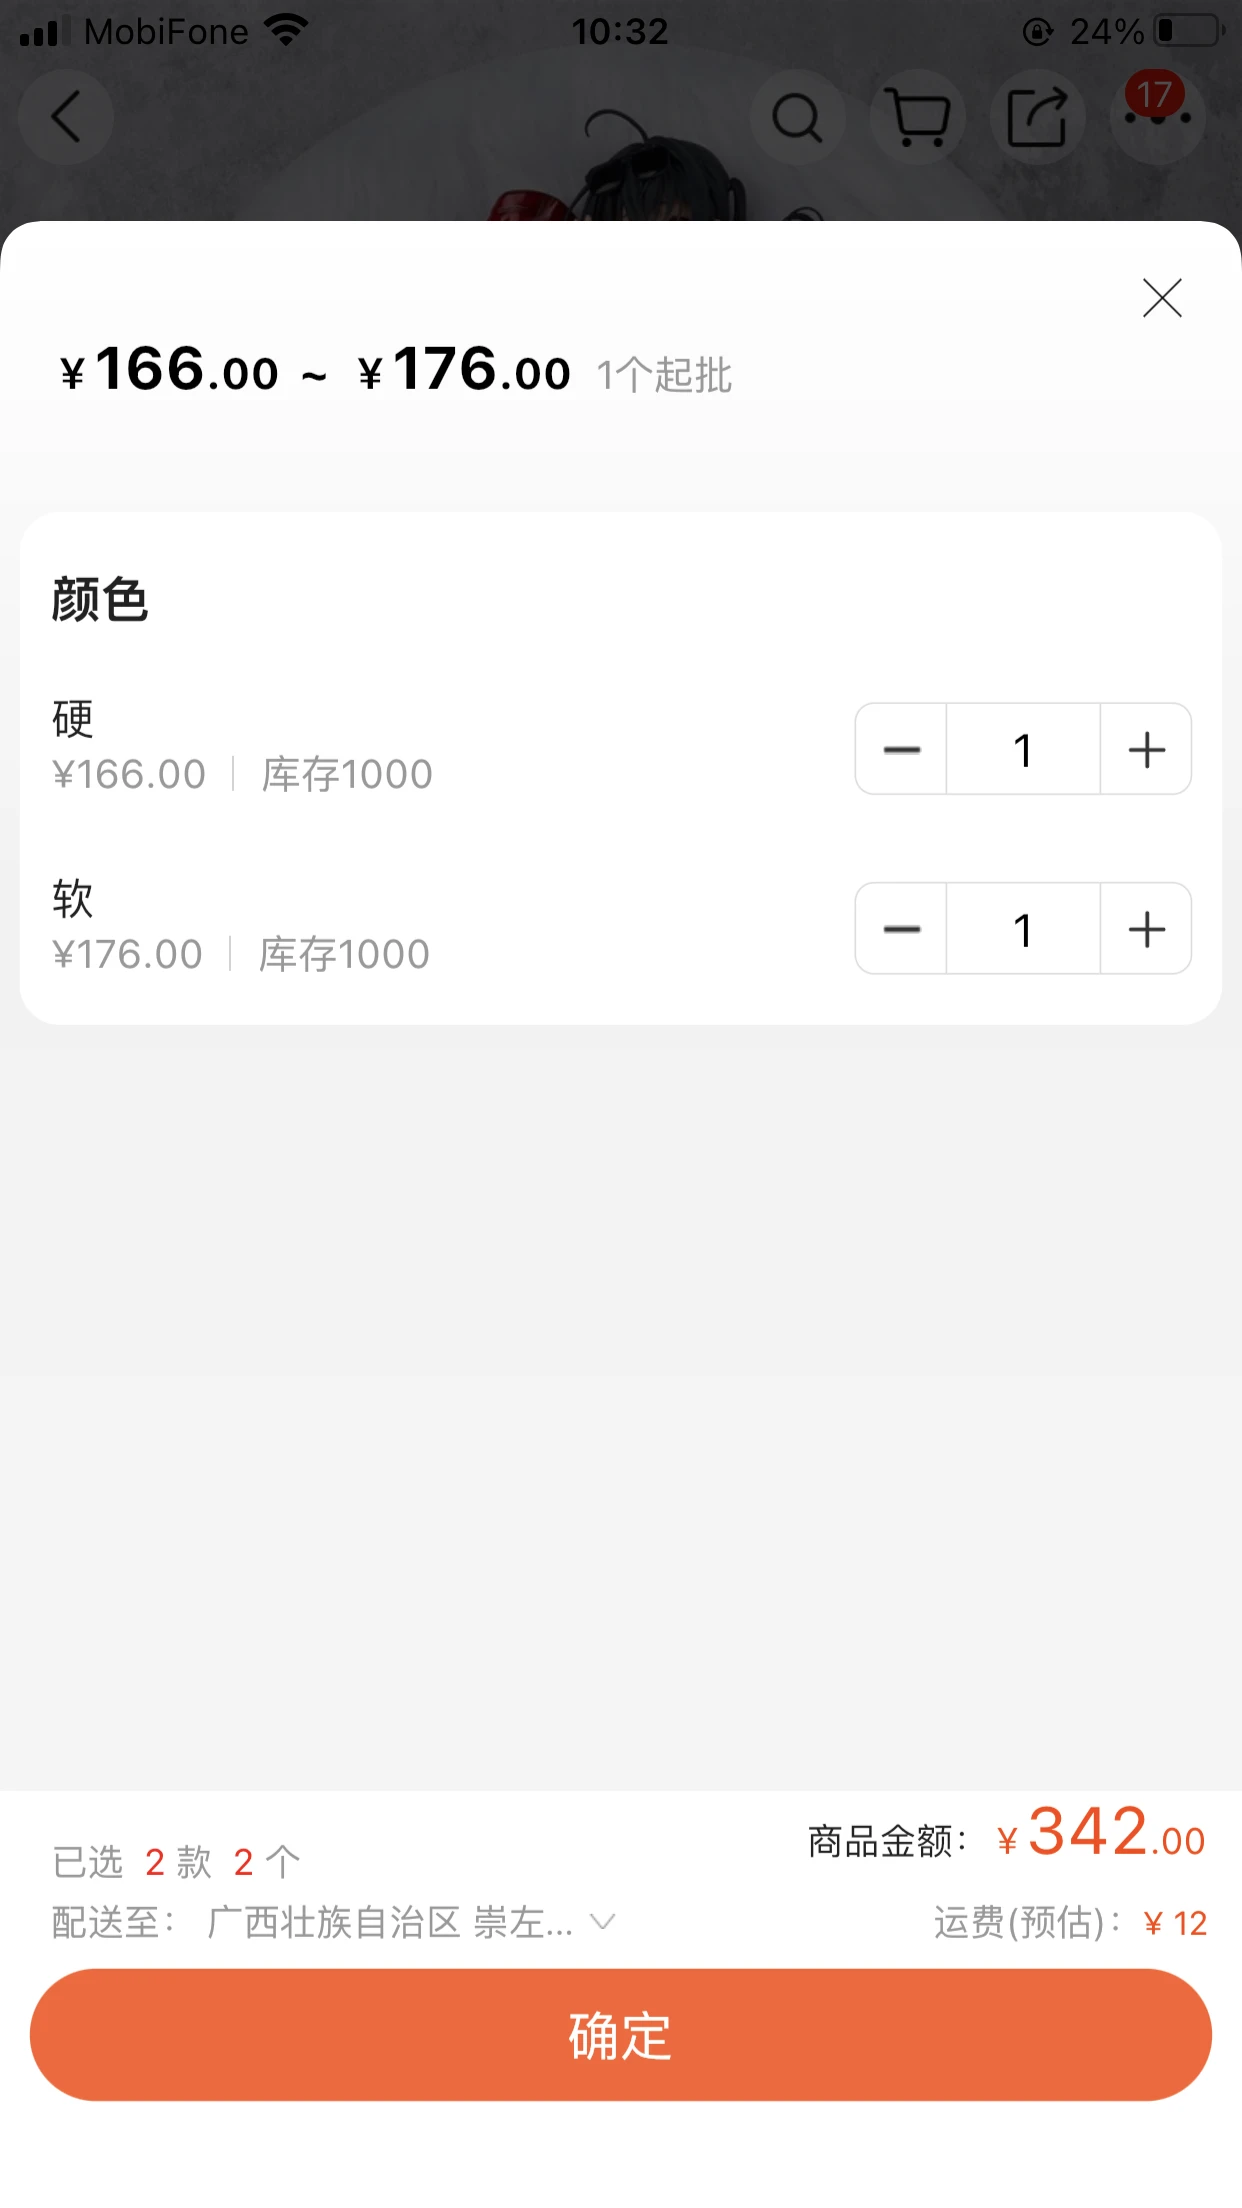 MobiFone 10:32 24%
17
¥166.00 ~ ¥176.00 1个起批
颜色
硬
¥166.00 库存1000
1
软
¥176.00 库存1000
1
商品金额： ¥342.00
已选 2 款 2 个
配送至： 广西壮族自治区 崇左... 运费(预估)：¥ 12
确定